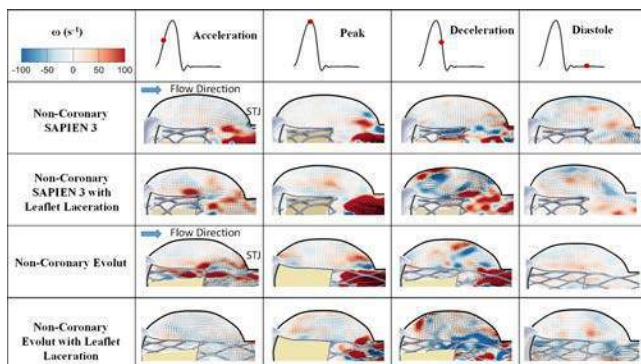 ω (s⁻¹)
-100 -50 0 50 100
Acceleration
Peak
Deceleration
Diastole
Non-Coronary
SAPIEN 3
Flow Direction
STJ
Non-Coronary
SAPIEN 3 with
Leaflet Laceration
Non-Coronary Evolut
Flow Direction
STJ
Non-Coronary
Evolut with Leaflet
Laceration